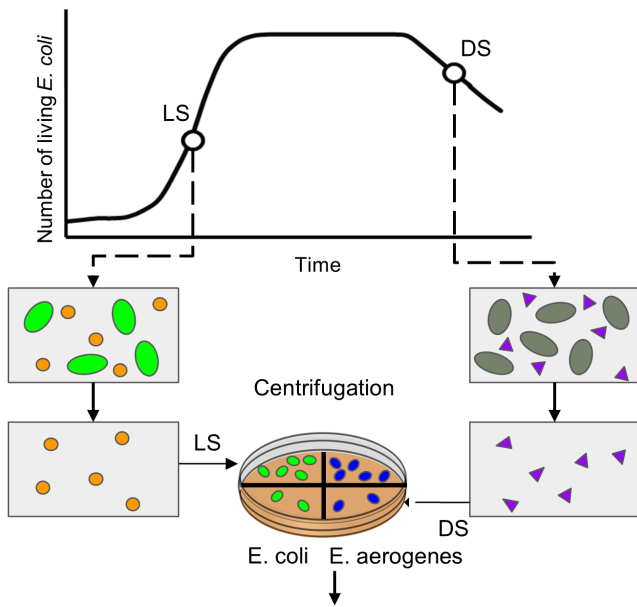 Number of living E. coli
LS
DS
Time
Centrifugation
LS
DS
E. coli E. aerogenes